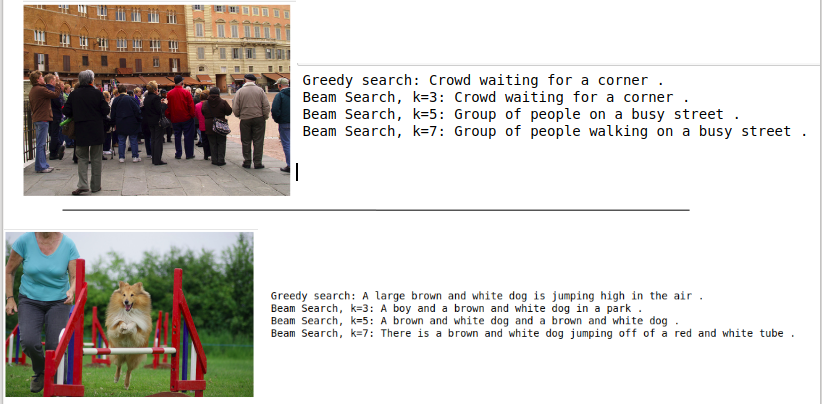 Greedy search: Crowd waiting for a corner .
Beam Search, k=3: Crowd waiting for a corner .
Beam Search, k=5: Group of people on a busy street .
Beam Search, k=7: Group of people walking on a busy street .
Greedy search: A large brown and white dog is jumping high in the air .
Beam Search, k=3: A boy and a brown and white dog in a park .
Beam Search, k=5: A brown and white dog and a brown and white dog .
Beam Search, k=7: There is a brown and white dog jumping off of a red and white tube .